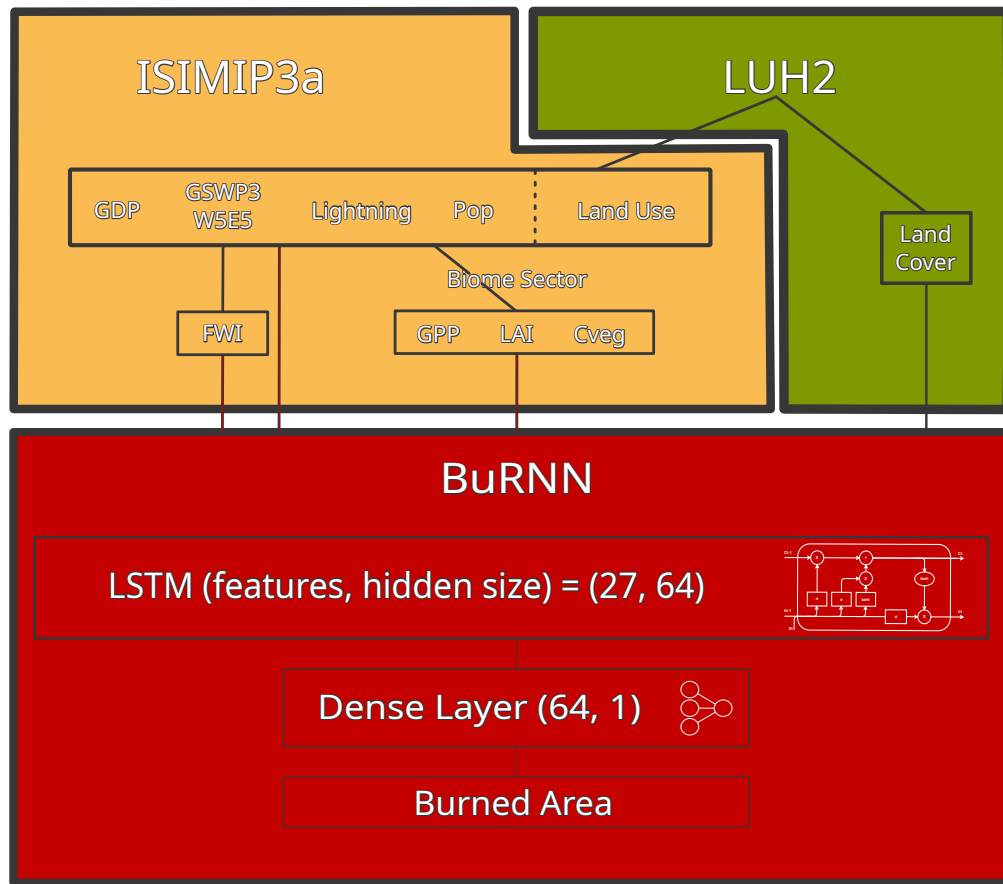 ISIMIP3a
LUH2
GDP
GSWP3
W5E5
Lightning
Pop
Land Use
Land
Cover
Biome Sector
FWI
GPP
LAI
Cveg
BuRNN
LSTM (features, hidden size) = (27, 64)
Dense Layer (64, 1)
Burned Area